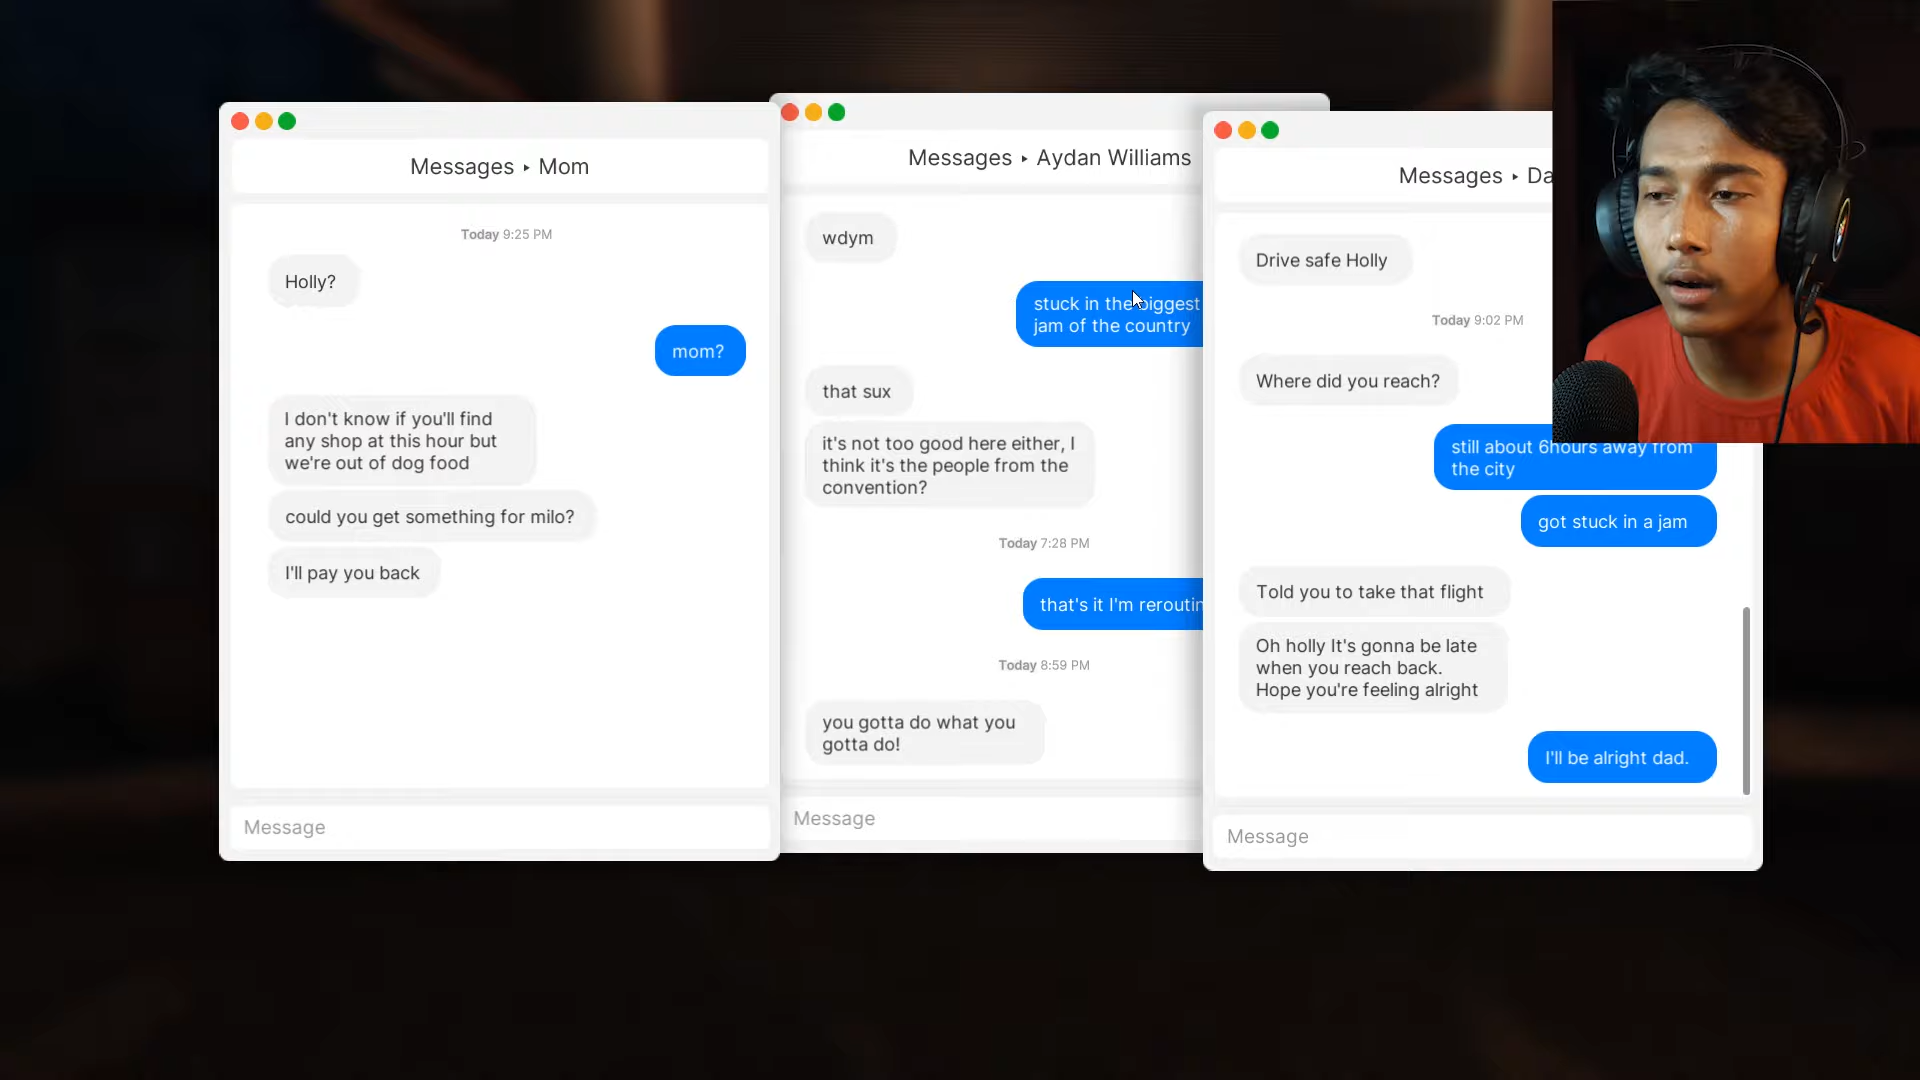 Messages ▸ Mom
Today 9:25 PM
Holly?
mom?
I don't know if you'll find
any shop at this hour but
we're out of dog food
could you get something for milo?
I'll pay you back
Message
Messages ▸ Aydan Williams
wdym
stuck in the biggest
jam of the country
that sux
it's not too good here either, I
think it's the people from the
convention?
Today 7:28 PM
that's it I'm
Today 8:59 PM
you gotta do what you
gotta do!
Message
Messages ▸
Drive safe Holly
Today 9:02 PM
Where did you reach?
still about 6hours away from
the city
got stuck in a jam
Told you to take that flight
Oh holly It's gonna be late
when you reach back.
Hope you're feeling alright
I'll be alright dad.
Message